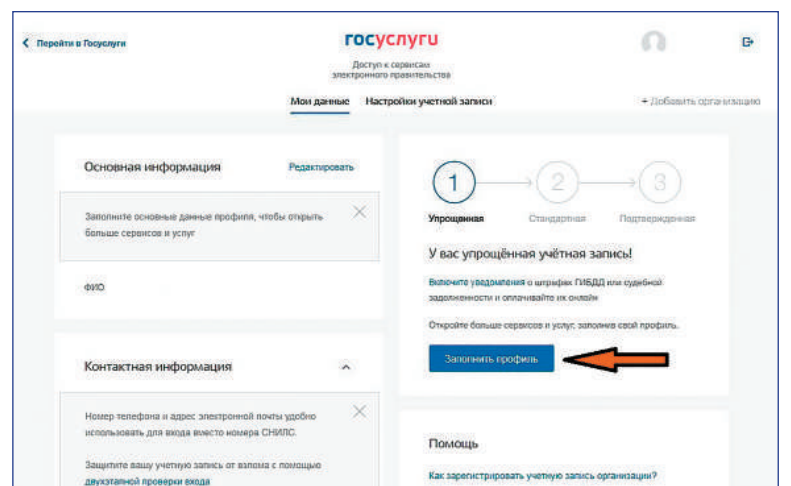 Перейти в Госуслуги
госуслуги
Доступ к сервисам
электронного правительства
Мои данные Настройки учетной записи
+ Добавить организацию
Основная информация Редактировать
Заполните основные данные профиля, чтобы открыть
больше сервисов и услуг
ФИО
Контактная информация
Номер телефона и адрес электронной почты удобно
использовать для входа вместо номера СНИЛС.
Защитите вашу учетную запись от взлома с помощью
двухэтапной проверки входа
1 2 3
Упрощенная Стандартная Подтвержденная
У вас упрощённая учётная запись!
Включите уведомления о штрафах ГИБДД или судебной
задолженности и оплачивайте их онлайн
Откройте больше сервисов и услуг, заполнив свой профиль.
Заполнить профиль
Помощь
Как зарегистрировать учетную запись организации?